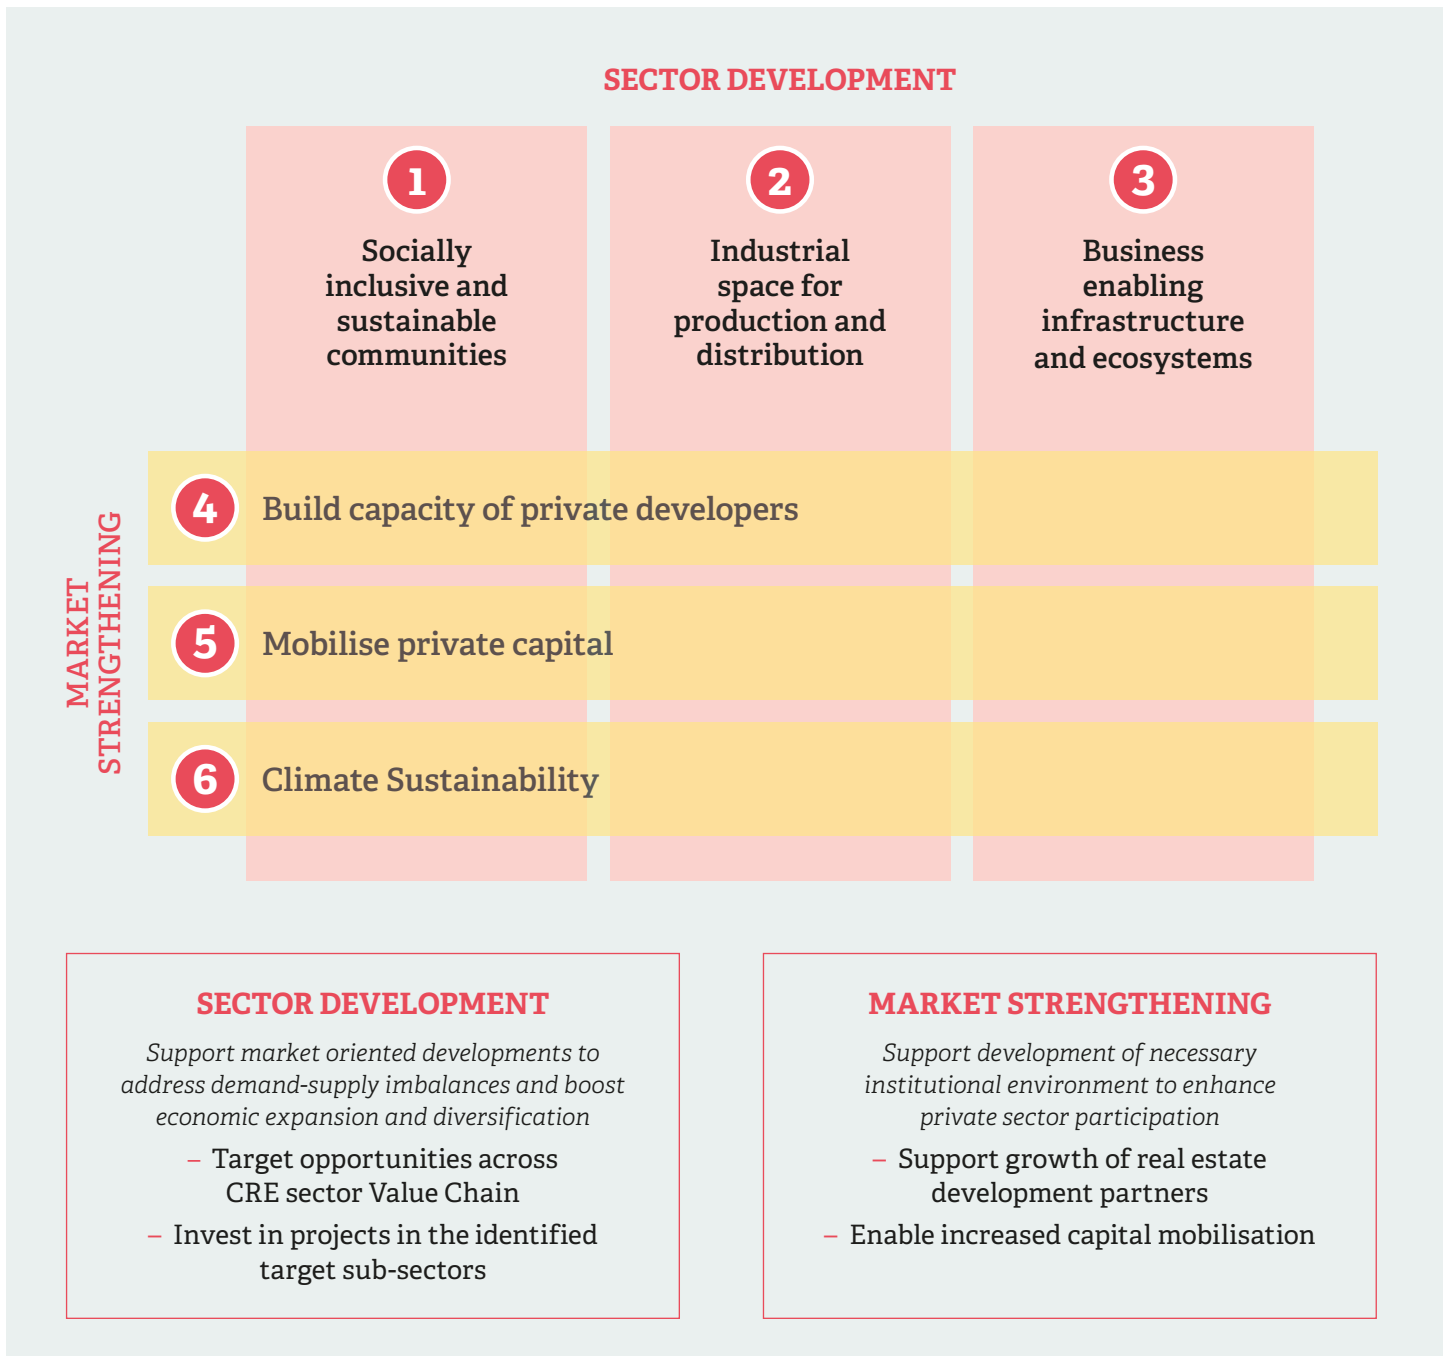 SECTOR DEVELOPMENT
1
Socially
inclusive and
sustainable
communities
2
Industrial
space for
production and
distribution
3
Business
enabling
infrastructure
and ecosystems
MARKET
STRENGTHENING
4 Build capacity of private developers
5 Mobilise private capital
6 Climate Sustainability
SECTOR DEVELOPMENT
Support market oriented developments to
address demand-supply imbalances and boost
economic expansion and diversification
– Target opportunities across
CRE sector Value Chain
– Invest in projects in the identified
target sub-sectors
MARKET STRENGTHENING
Support development of necessary
institutional environment to enhance
private sector participation
– Support growth of real estate
development partners
– Enable increased capital mobilisation